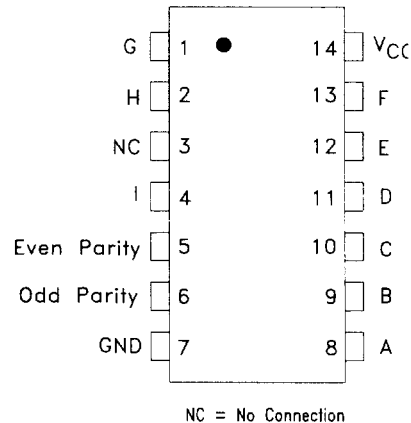 G 1 14 VCC
H 2 13 F
NC 3 12 E
I 4 11 D
Even Parity 5 10 C
Odd Parity 6 9 B
GND 7 8 A
NC = No Connection